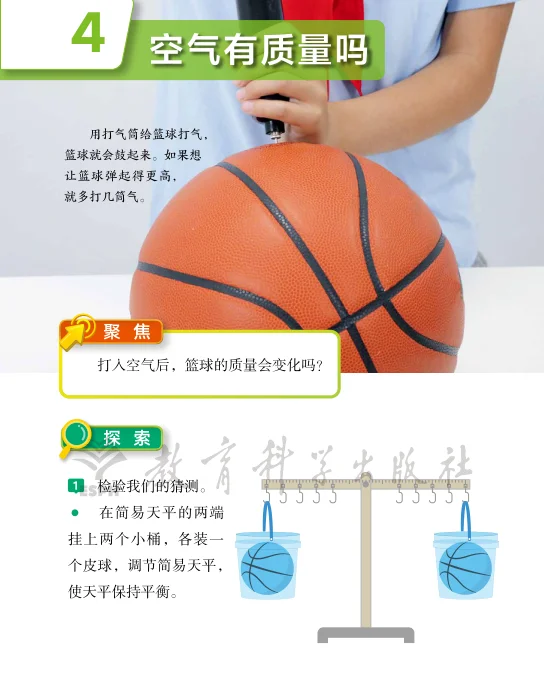 4
空气有质量吗
用打气筒给篮球打气，
篮球就会鼓起来。如果想
让篮球弹起得更高，
就多打几筒气。
聚 焦
打入空气后，篮球的质量会变化吗？
探 索
教育科学出版社
ESPH
1 检验我们的猜测。
● 在简易天平的两端
挂上两个小桶，各装一
个皮球，调节简易天平，
使天平保持平衡。